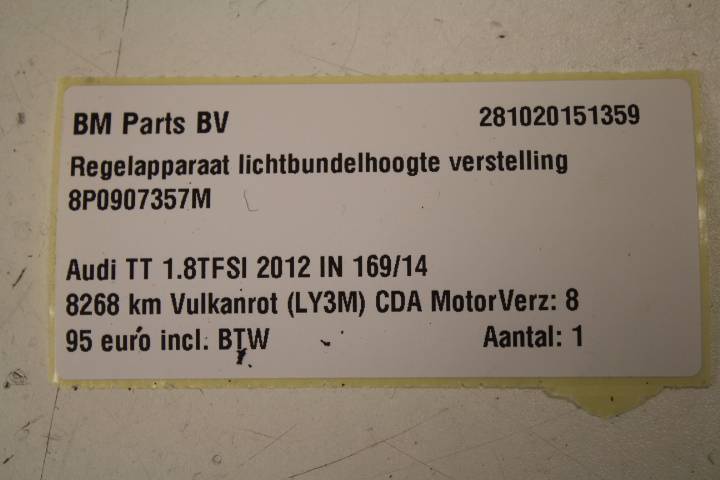 BM Parts BV 281020151359
Regelapparaat lichtbundelhoogte verstelling
8P0907357M
Audi TT 1.8TFSI 2012 IN 169/14
8268 km Vulkanrot (LY3M) CDA MotorVerz: 8
95 euro incl. BTW Aantal: 1